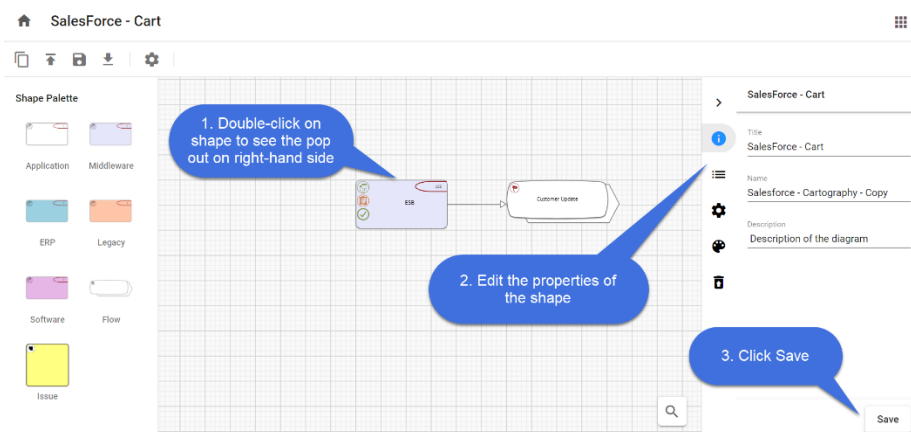 SalesForce - Cart
Shape Palette
Application
Middleware
ERP
Legacy
Software
Flow
Issue
1. Double-click on
shape to see the pop
out on right-hand side
ESB
Customer Update
2. Edit the properties of
the shape
SalesForce - Cart
Title
SalesForce - Cart
Name
Salesforce - Cartography - Copy
Description
Description of the diagram
3. Click Save
Save